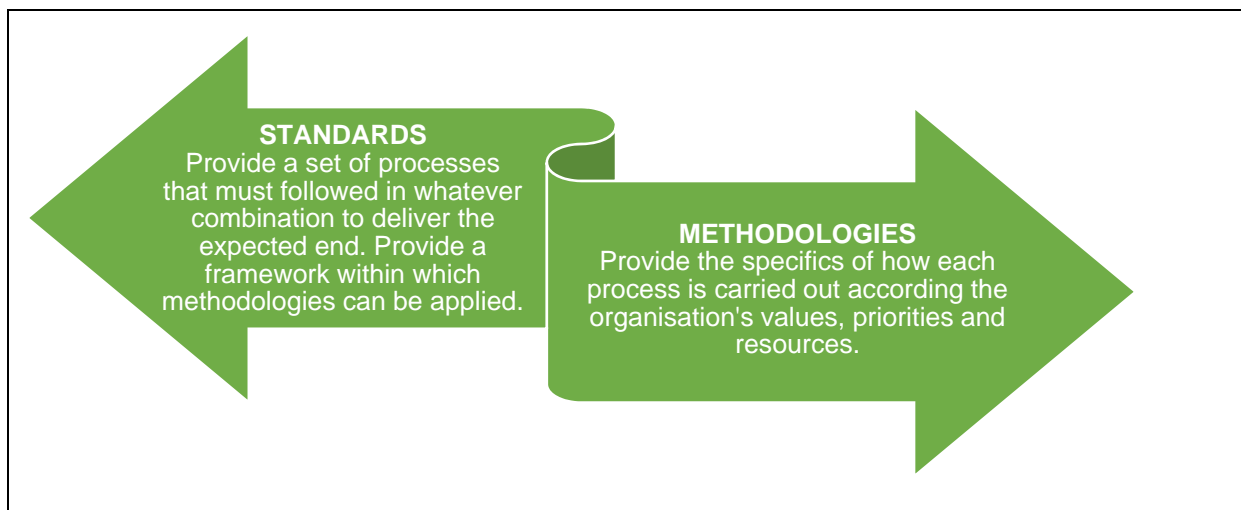 STANDARDS
Provide a set of processes
that must followed in whatever
combination to deliver the
expected end. Provide a
framework within which
methodologies can be applied.
METHODOLOGIES
Provide the specifics of how each
process is carried out according the
organisation's values, priorities and
resources.